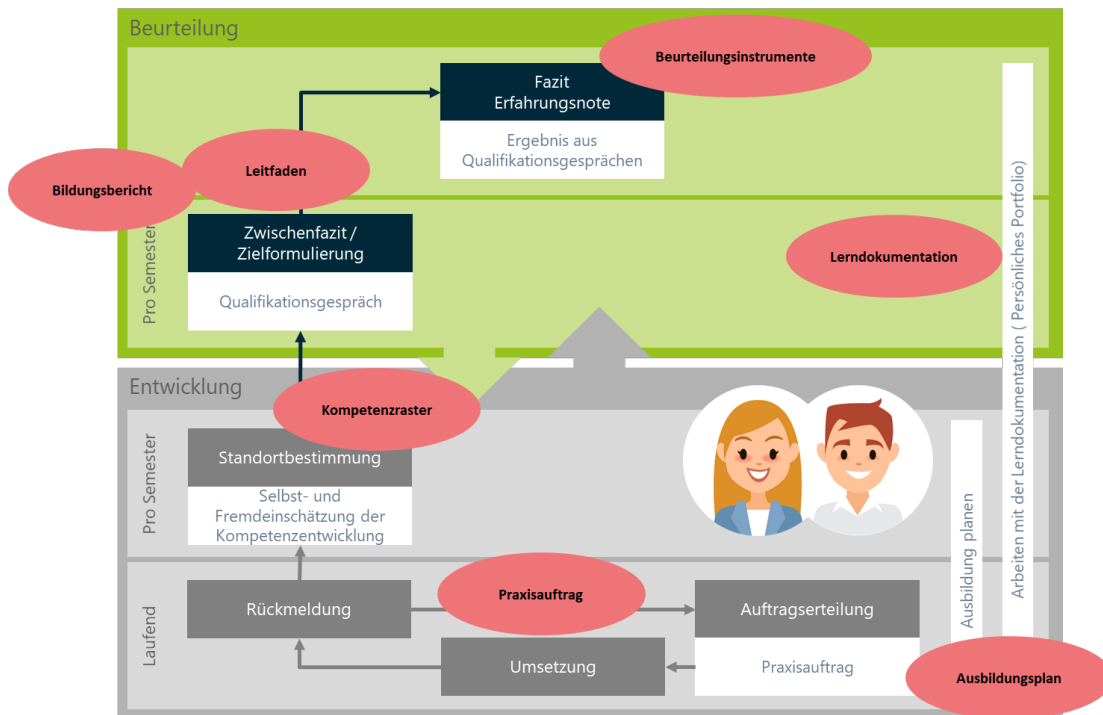 Beurteilung
Beurteilungsinstrumente
Fazit
Erfahrungsnote
Ergebnis aus
Qualifikationsgesprächen
Leitfaden
Bildungsbericht
Pro Semester
Zwischenfazit /
Zielformulierung
Qualifikationsgespräch
Lerndokumentation
Arbeiten mit der Lerndokumentation ( Persönliches Portfolio)
Entwicklung
Kompetenzraster
Pro Semester
Standortbestimmung
Selbst- und
Fremdeinschätzung der
Kompetenzentwicklung
Ausbildung planen
Laufend
Rückmeldung
Praxisauftrag
Auftragserteilung
Umsetzung
Praxisauftrag
Ausbildungsplan